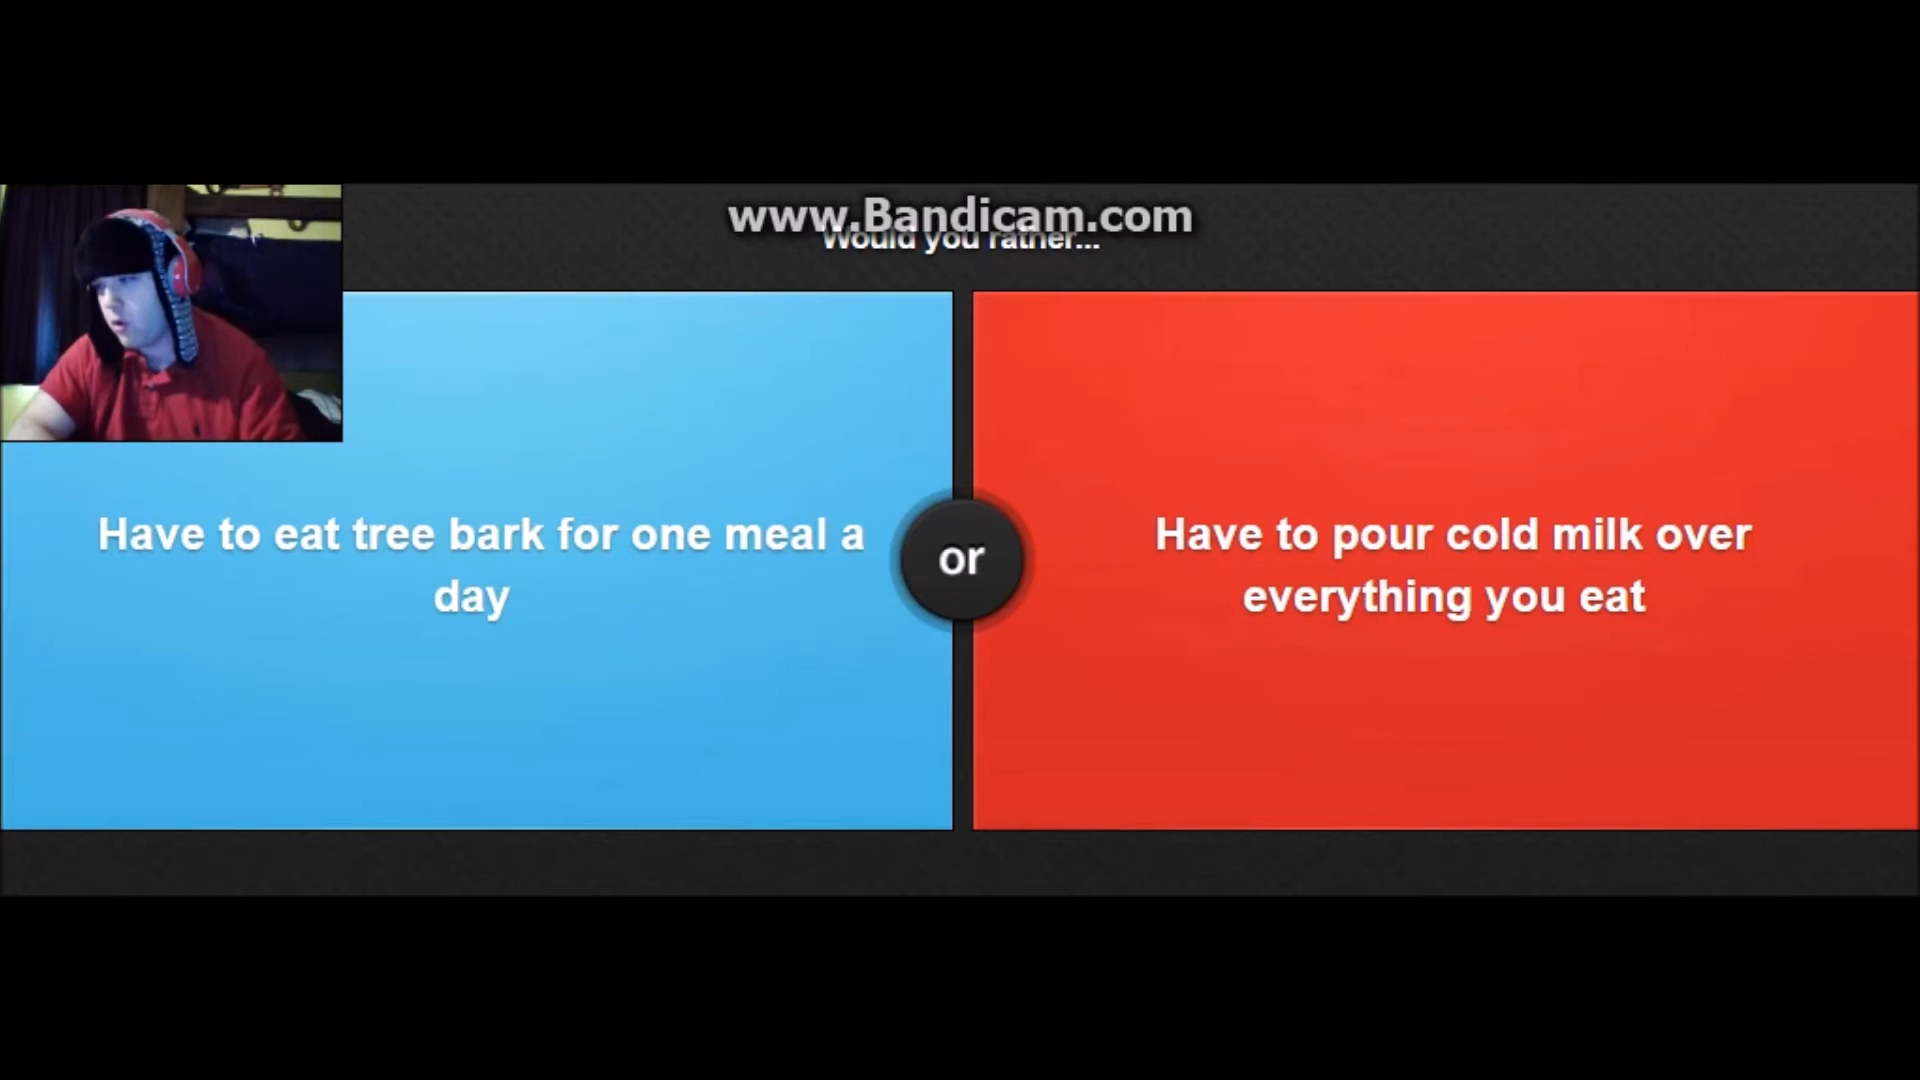 www.Bandicam.com
Would you rather...
Have to eat tree bark for one meal a
day
or
Have to pour cold milk over
everything you eat